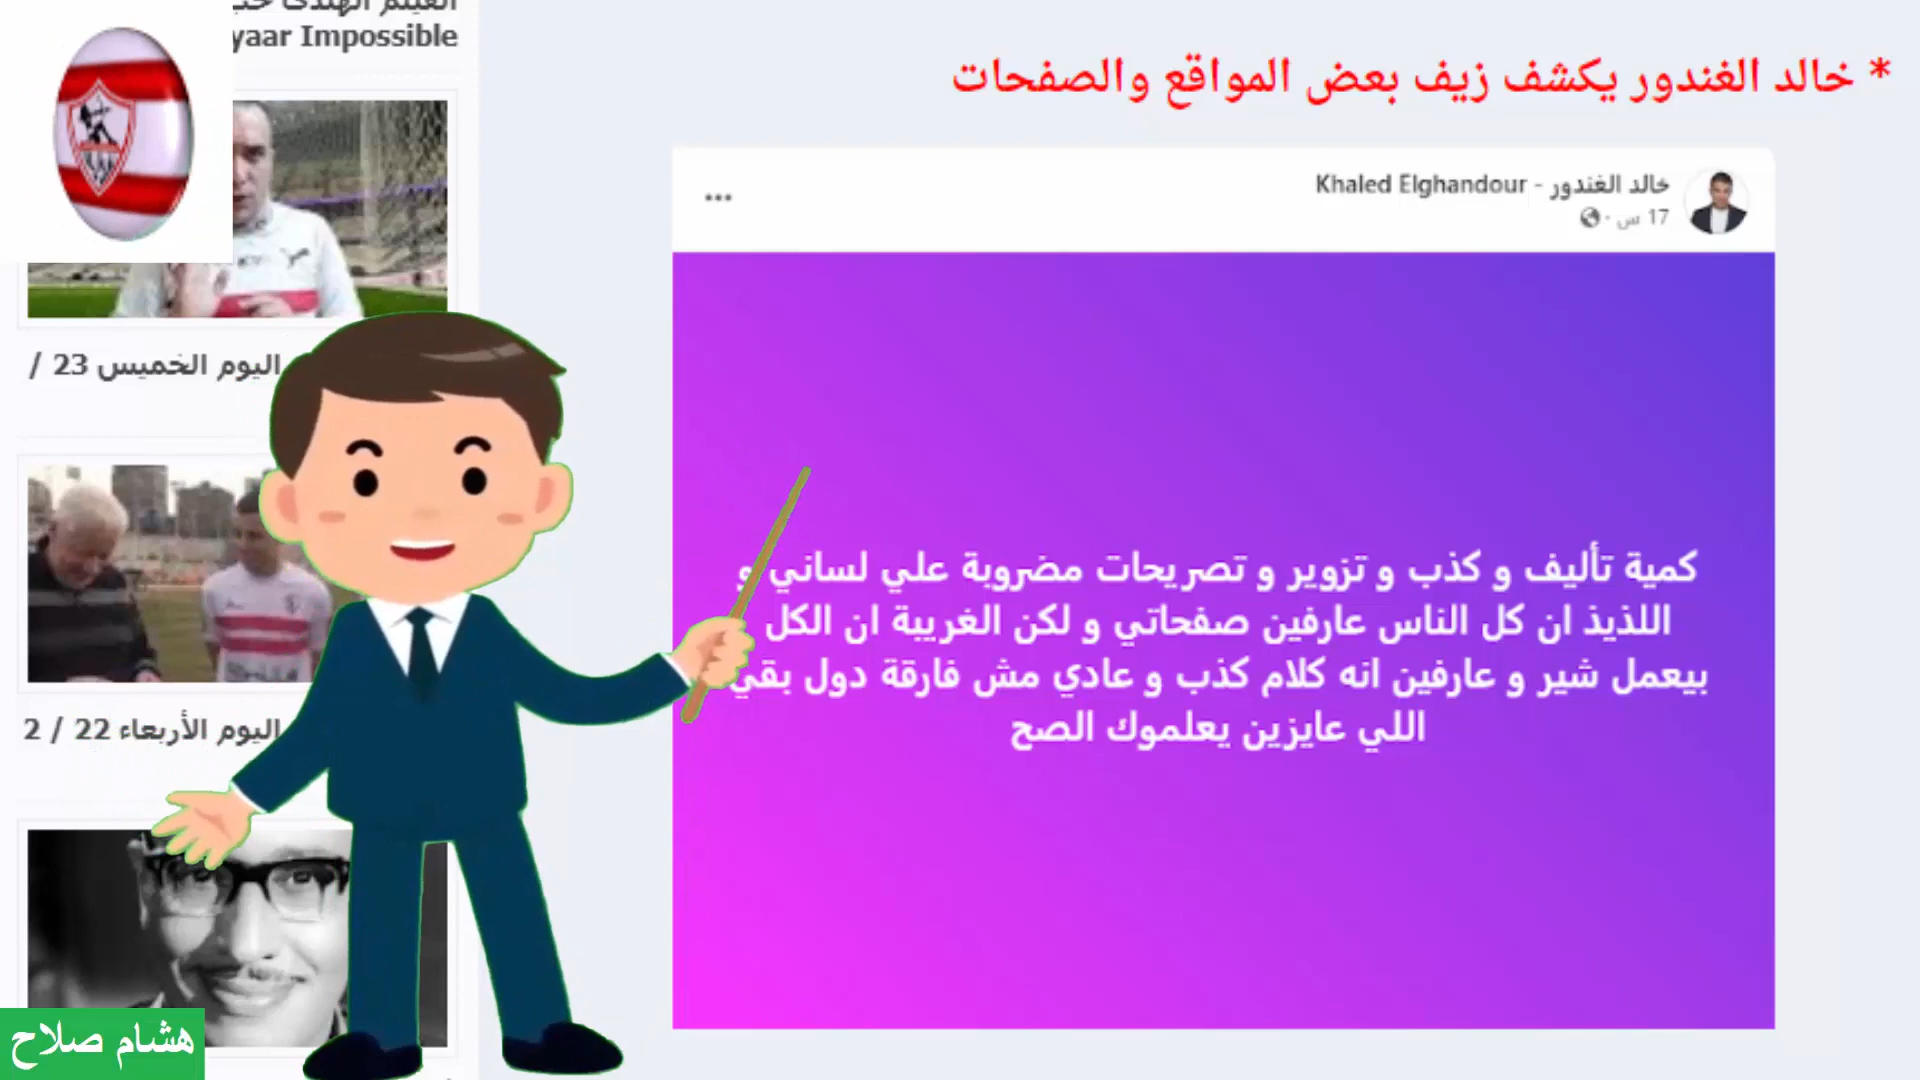 yaar Impossible
* خالد الغندور يكشف زيف بعض المواقع والصفحات
خالد الغندور - Khaled Elghandour
17 س
كمية تأليف و كذب و تزوير و تصريحات مضروبة علي لساني و
اللذيذ ان كل الناس عارفين صفحاتي و لكن الغريبة ان الكل
بيعمل شير و عارفين انه كلام كذب و عادي مش فارقة دول بقي
اللي عايزين يعلموك الصح
اليوم الخميس 23 /
اليوم الأربعاء 22 / 2
هشام صلاح